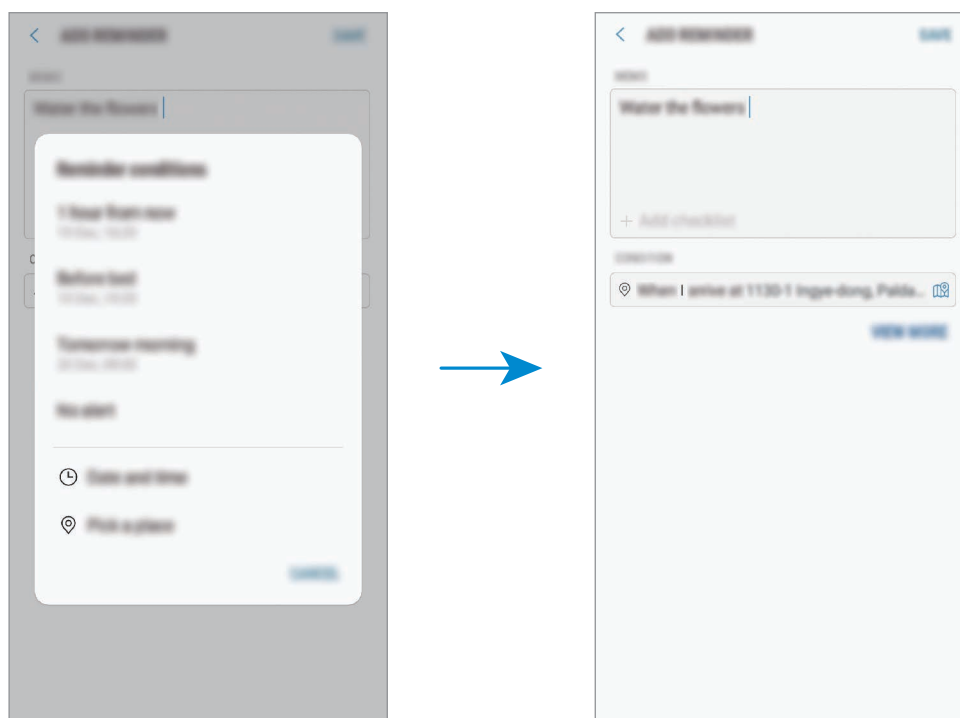 ADD REMINDER SAVE
MEMO
Water the flowers
Reminder conditions
1 hour from now
Before bed
Tomorrow morning
No alert
Date and time
Pick a place
CANCEL
ADD REMINDER SAVE
MEMO
Water the flowers
+ Add checklist
CONDITION
When I arrive at 1130-1 Ingye-dong, Palda...
VIEW MORE